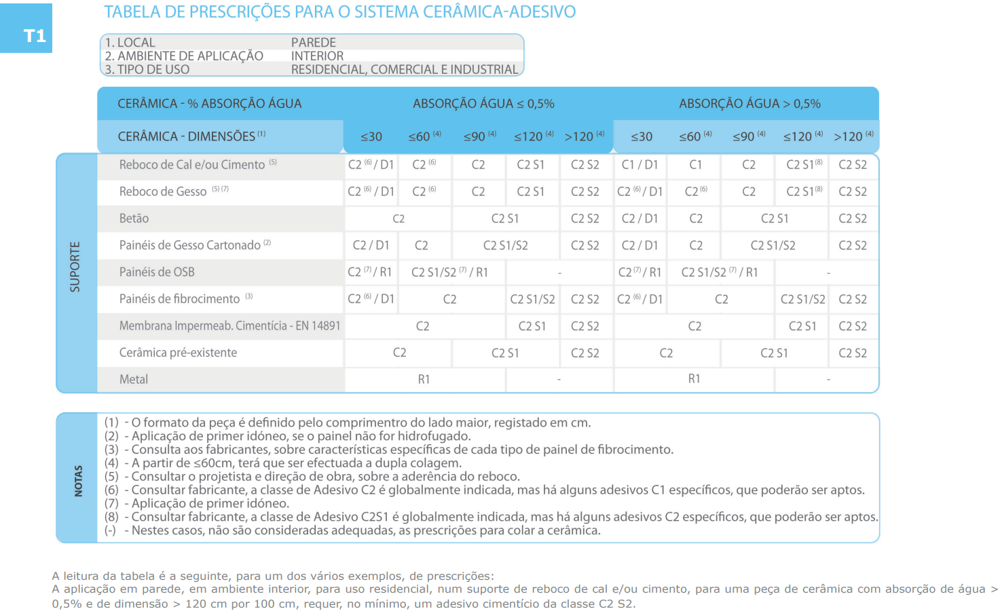 T1
TABELA DE PRESCRIÇÕES PARA O SISTEMA CERÂMICA-ADESIVO
1. LOCAL PAREDE
2. AMBIENTE DE APLICAÇÃO INTERIOR
3. TIPO DE USO RESIDENCIAL, COMERCIAL E INDUSTRIAL
CERÂMICA - % ABSORÇÃO ÁGUA ABSORÇÃO ÁGUA ≤ 0,5% ABSORÇÃO ÁGUA > 0,5%
CERÂMICA - DIMENSÕES (1) ≤30 ≤60 (4) ≤90 (4) ≤120 (4) >120 (4) ≤30 ≤60 (4) ≤90 (4) ≤120 (4) >120 (4)
SUPORTE
Reboco de Cal e/ou Cimento (5) C2 (6) / D1 C2 (6) C2 C2 S1 C2 S2 C1 / D1 C1 C2 C2 S1(8) C2 S2
Reboco de Gesso (5) (7) C2 (6) / D1 C2 (6) C2 C2 S1 C2 S2 C2 (6) / D1 C2 (6) C2 C2 S1(8) C2 S2
Betão C2 C2 S1 C2 S2 C2 / D1 C2 C2 S1 C2 S2
Painéis de Gesso Cartonado (2) C2 / D1 C2 C2 S1/S2 C2 S2 C2 / D1 C2 C2 S1/S2 C2 S2
Painéis de OSB C2 (7) / R1 C2 S1/S2 (7) / R1 - C2 (7) / R1 C2 S1/S2 (7) / R1 -
Painéis de fibrocimento (3) C2 (6) / D1 C2 C2 S1/S2 C2 S2 C2 (6) / D1 C2 C2 S1/S2 C2 S2
Membrana Impermeab. Cimentícia - EN 14891 C2 C2 S1 C2 S2 C2 C2 S1 C2 S2
Cerâmica pré-existente C2 C2 S1 C2 S2 C2 C2 S1 C2 S2
Metal R1 - R1 -
NOTAS
(1) - O formato da peça é definido pelo comprimentro do lado maior, registado em cm.
(2) - Aplicação de primer idóneo, se o painel não for hidrofugado.
(3) - Consulta aos fabricantes, sobre características específicas de cada tipo de painel de fibrocimento.
(4) - A partir de ≤60cm, terá que ser efectuada a dupla colagem.
(5) - Consultar o projetista e direção de obra, sobre a aderência do reboco.
(6) - Consultar fabricante, a classe de Adesivo C2 é globalmente indicada, mas há alguns adesivos C1 específicos, que poderão ser aptos.
(7) - Aplicação de primer idóneo.
(8) - Consultar fabricante, a classe de Adesivo C2S1 é globalmente indicada, mas há alguns adesivos C2 específicos, que poderão ser aptos.
(-) - Nestes casos, não são consideradas adequadas, as prescrições para colar a cerâmica.
A leitura da tabela é a seguinte, para um dos vários exemplos, de prescrições:
A aplicação em parede, em ambiente interior, para uso residencial, num suporte de reboco de cal e/ou cimento, para uma peça de cerâmica com absorção de água >
0,5% e de dimensão > 120 cm por 100 cm, requer, no mínimo, um adesivo cimentício da classe C2 S2.